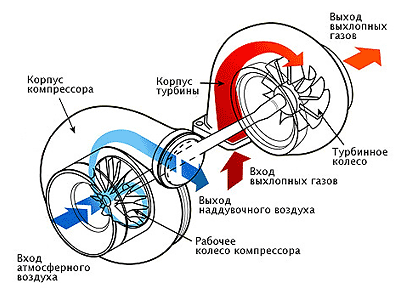 Выход
выхлопных
газов
Корпус
турбины
Корпус
компрессора
Турбинное
колесо
Вход
выхлопных газов
Выход
наддувочного воздуха
Рабочее
колесо компрессора
Вход
атмосферного
воздуха